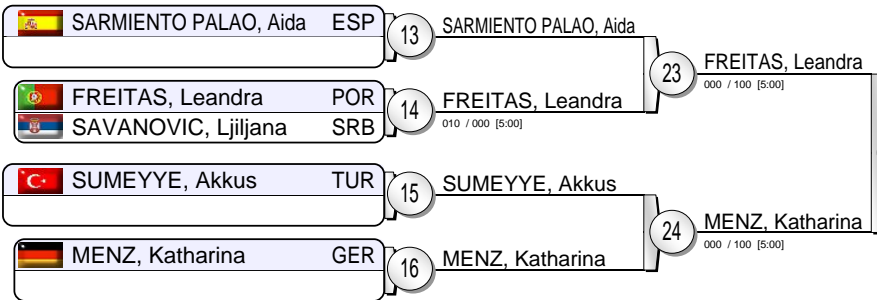 SARMIENTO PALAO, Aida ESP
13
SARMIENTO PALAO, Aida
23
FREITAS, Leandra
000 / 100 [5:00]
FREITAS, Leandra POR
SAVANOVIC, Ljiljana SRB
14
FREITAS, Leandra
010 / 000 [5:00]
SUMEYYE, Akkus TUR
15
SUMEYYE, Akkus
24
MENZ, Katharina
000 / 100 [5:00]
MENZ, Katharina GER
16
MENZ, Katharina